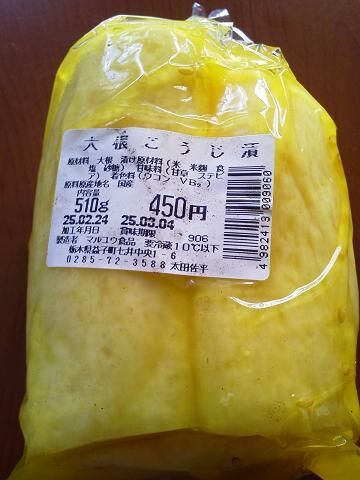 大根こうじ漬
原材料 大根 漬け原材料(米 米麹 食
塩 砂糖) 甘味料(甘草 ステビ
ア) 着色料(ウコン VB₂)
原料原産地名 国産
内容量
510g 450円
25.02.24 25.03.04
加工年月日 賞味期限 906
製造者 マルユウ食品 要冷蔵10℃以下
栃木県益子町七井中央1-6
0285-72-3588 太田佐平
4982413009060